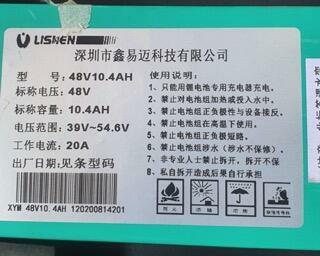 LISHEN
深圳市鑫易迈科技有限公司
型 号:48V10.4AH
标称电压:48V
标称容量:10.4AH
电压范围:39V~54.6V
工作电流:20A
出厂日期:见条型码
XYM 48V10.4AH 120200814201
使用说明:
1、只能用锂电池专用充电器充电。
2、禁止对电池组加热或投入水中。
3、禁止电池组正负极性与设备接反。
4、禁止电池组在高温下使用。
5、禁止电池组正负极短路。
6、禁止电池组涉水(涉水不保修)。
7、非专业人士禁止拆开,拆开不保
8、私自拆开造成后果自行承担。